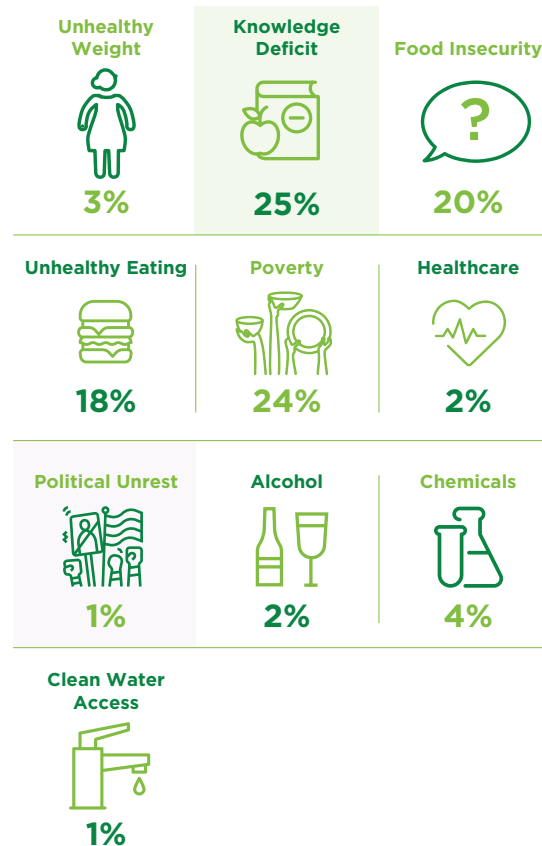 Unhealthy
Weight
3%
Knowledge
Deficit
25%
Food Insecurity
?
20%
Unhealthy Eating
18%
Poverty
24%
Healthcare
2%
Political Unrest
1%
Alcohol
2%
Chemicals
4%
Clean Water
Access
1%